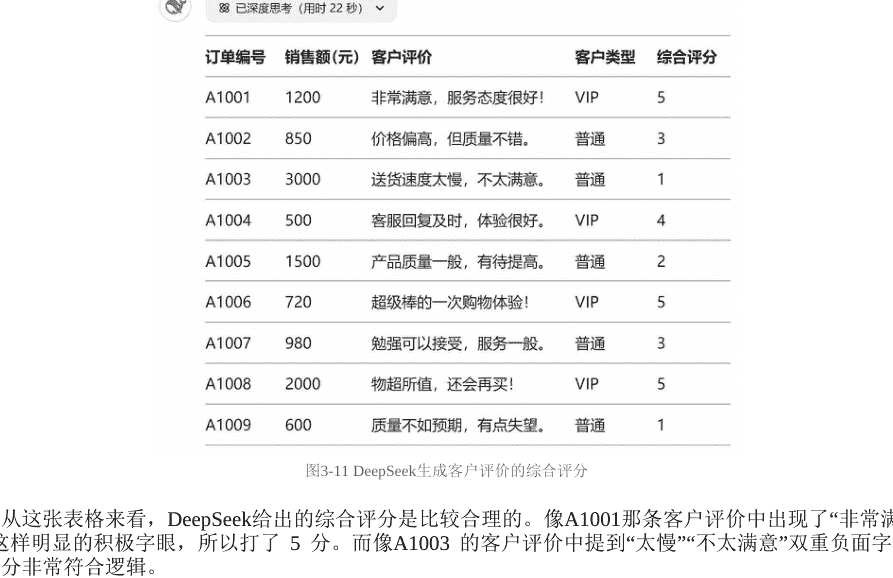 已深度思考（用时 22 秒）
订单编号 销售额（元） 客户评价 客户类型 综合评分
A1001 1200 非常满意，服务态度很好！ VIP 5
A1002 850 价格偏高，但质量不错。 普通 3
A1003 3000 送货速度太慢，不太满意。 普通 1
A1004 500 客服回复及时，体验很好。 VIP 4
A1005 1500 产品质量一般，有待提高。 普通 2
A1006 720 超级棒的一次购物体验！ VIP 5
A1007 980 勉强可以接受，服务一般。 普通 3
A1008 2000 物超所值，还会再买！ VIP 5
A1009 600 质量不如预期，有点失望。 普通 1
图3-11 DeepSeek生成客户评价的综合评分
从这张表格来看，DeepSeek给出的综合评分是比较合理的。像A1001那条客户评价中出现了“非常满
这样明显的积极字眼，所以打了 5 分。而像A1003 的客户评价中提到“太慢”“不太满意”双重负面字
分非常符合逻辑。